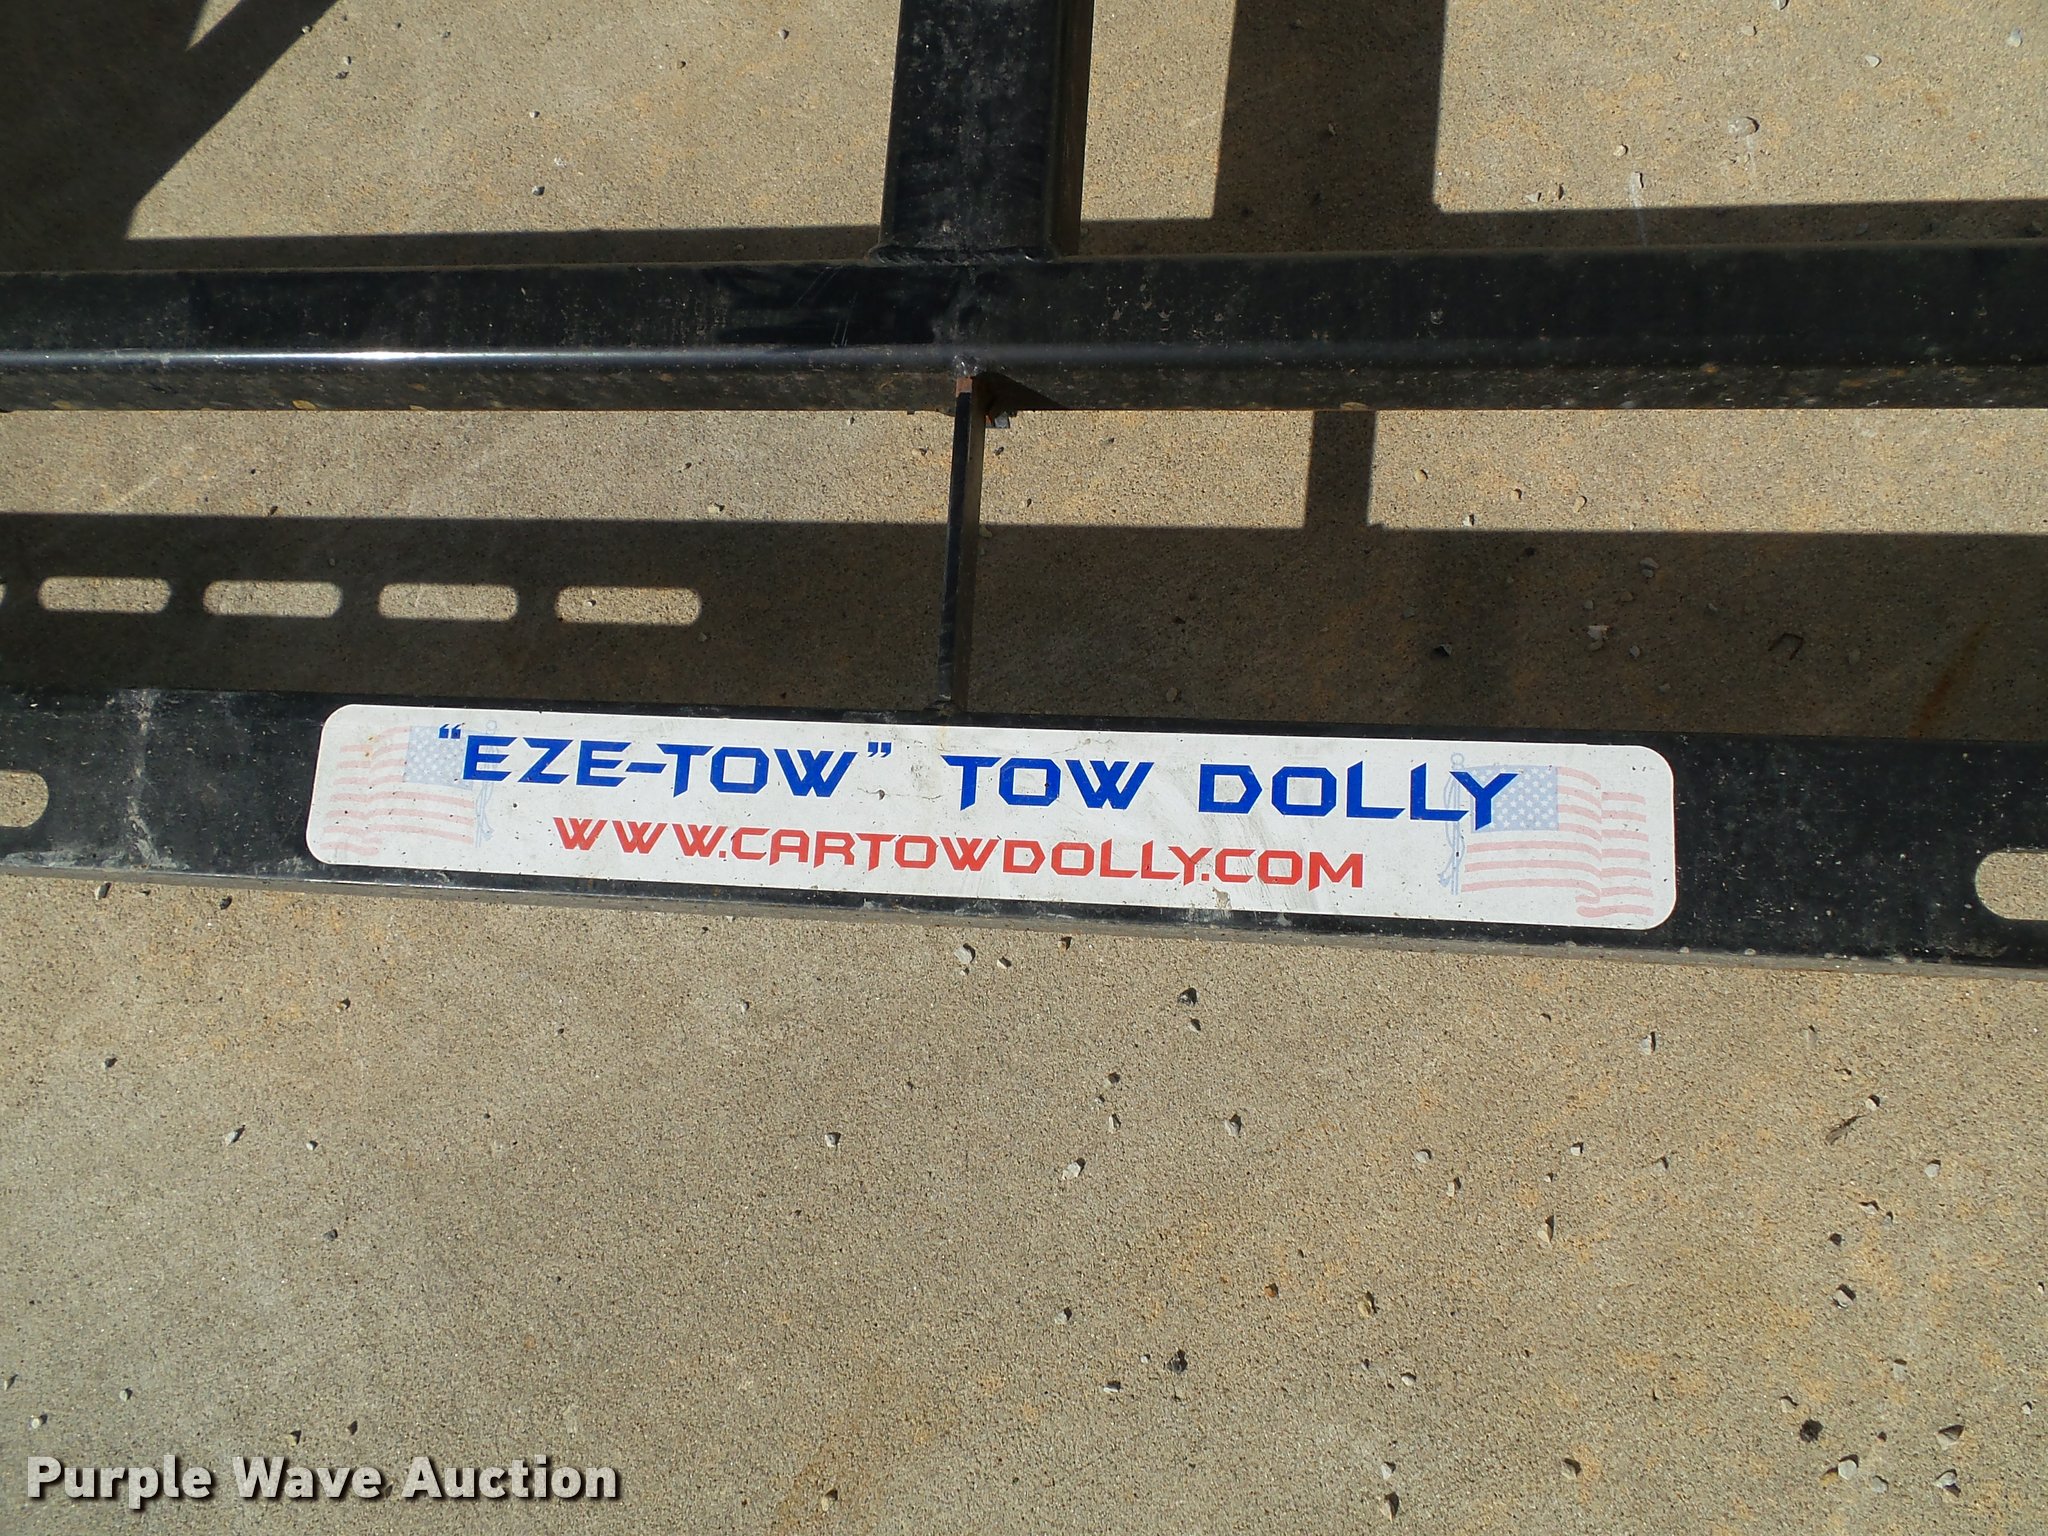 “EZE-TOW” TOW DOLLY
WWW.CARTOWDOLLY.COM
Purple Wave Auction